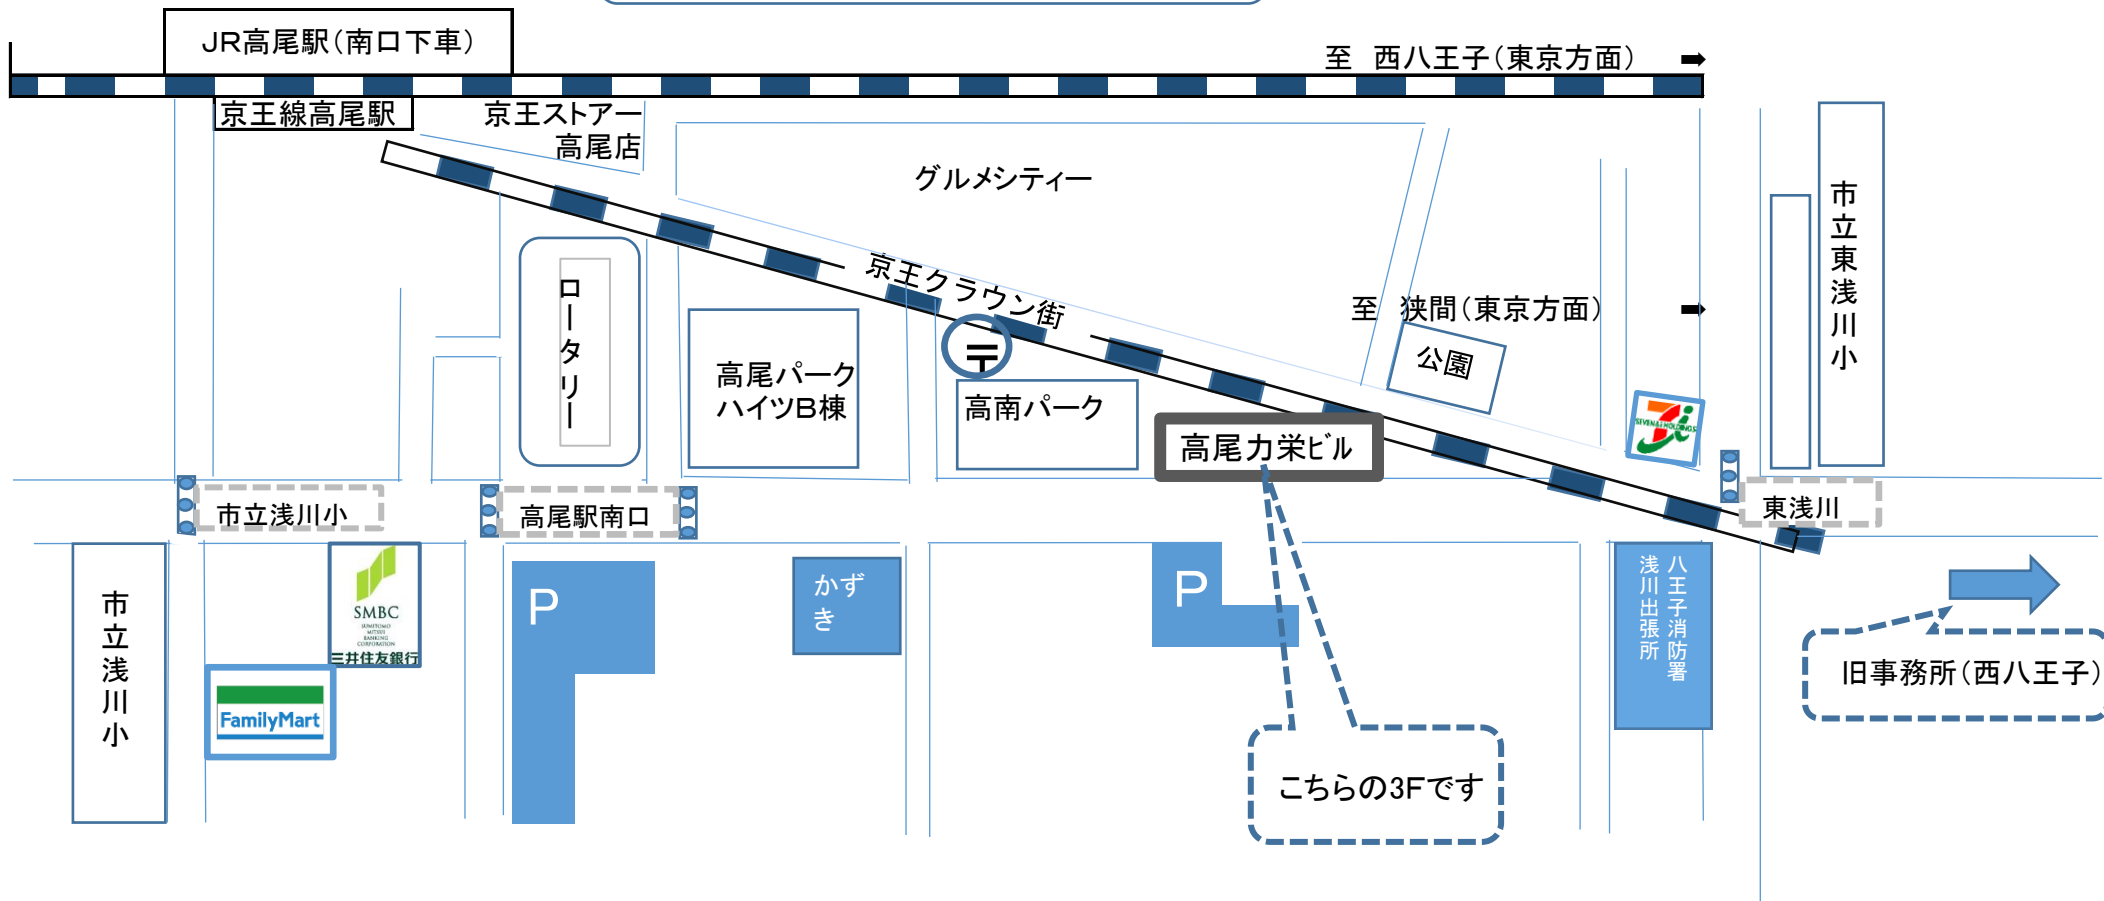 JR高尾駅(南口下車)
至　西八王子(東京方面)　➡
京王線高尾駅
京王ストアー
高尾店
グルメシティー
市立東浅川小
京王クラウン街
至　狭間(東京方面)　➡
ロータリー
高尾パーク
ハイツB棟
〒
公園
高南パーク
高尾力栄ビル
SEVEN & i HOLDINGS
市立浅川小
高尾駅南口
東浅川
市立浅川小
SMBC
SUMITOMO
MITSUI
BANKING
CORPORATION
三井住友銀行
P
かず
き
P
八王子消防署
浅川出張所
旧事務所(西八王子)
FamilyMart
こちらの3Fです